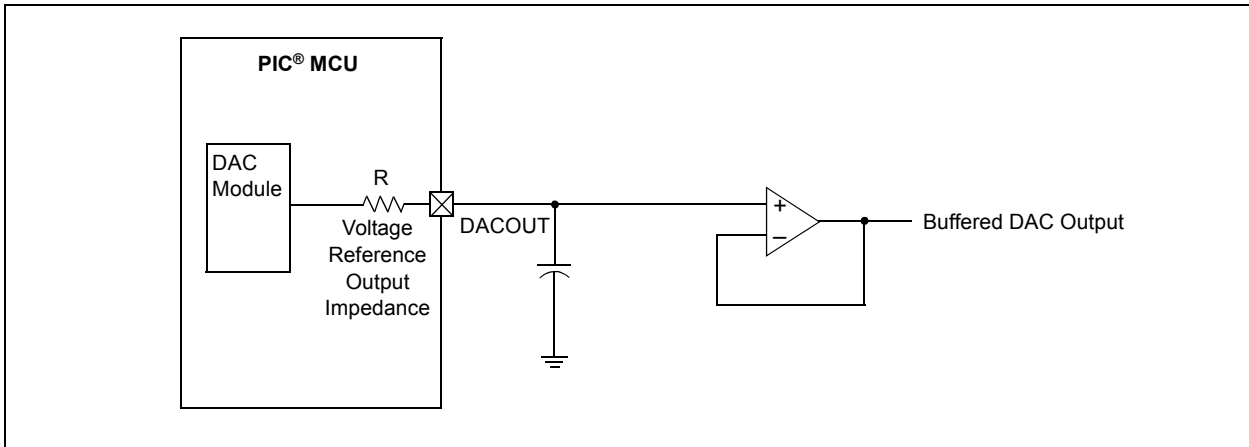 PIC® MCU
DAC
Module
R
Voltage
Reference
Output
Impedance
DACOUT
+
–
Buffered DAC Output